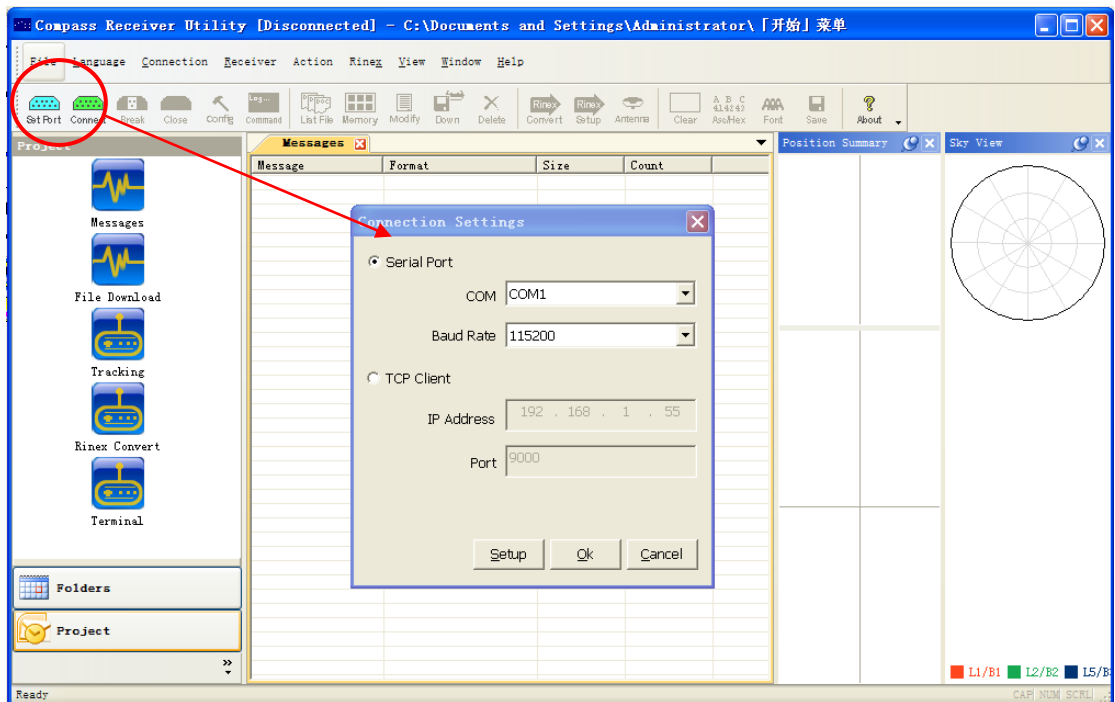 Compass Receiver Utility [Disconnected] - C:\Documents and Settings\Administrator\「开始」菜单
File Language Connection Receiver Action Rinex View Window Help
Log...
Rinex Rinex
A B C
414243
Set Port Connect Break Close Config Command List File Memory Modify Down Delete Convert Setup Antenna Clear Asc/Hex Font Save About
Project
Messages
File Download
Tracking
Rinex Convert
Terminal
Folders
Project
Messages
Message Format Size Count
Connection Settings
Serial Port
COM COM1
Baud Rate 115200
TCP Client
IP Address 192 . 168 . 1 . 55
Port 9000
Setup Ok Cancel
Position Summary
Sky View
L1/B1 L2/B2 L5/B
Ready
CAP NUM SCRL